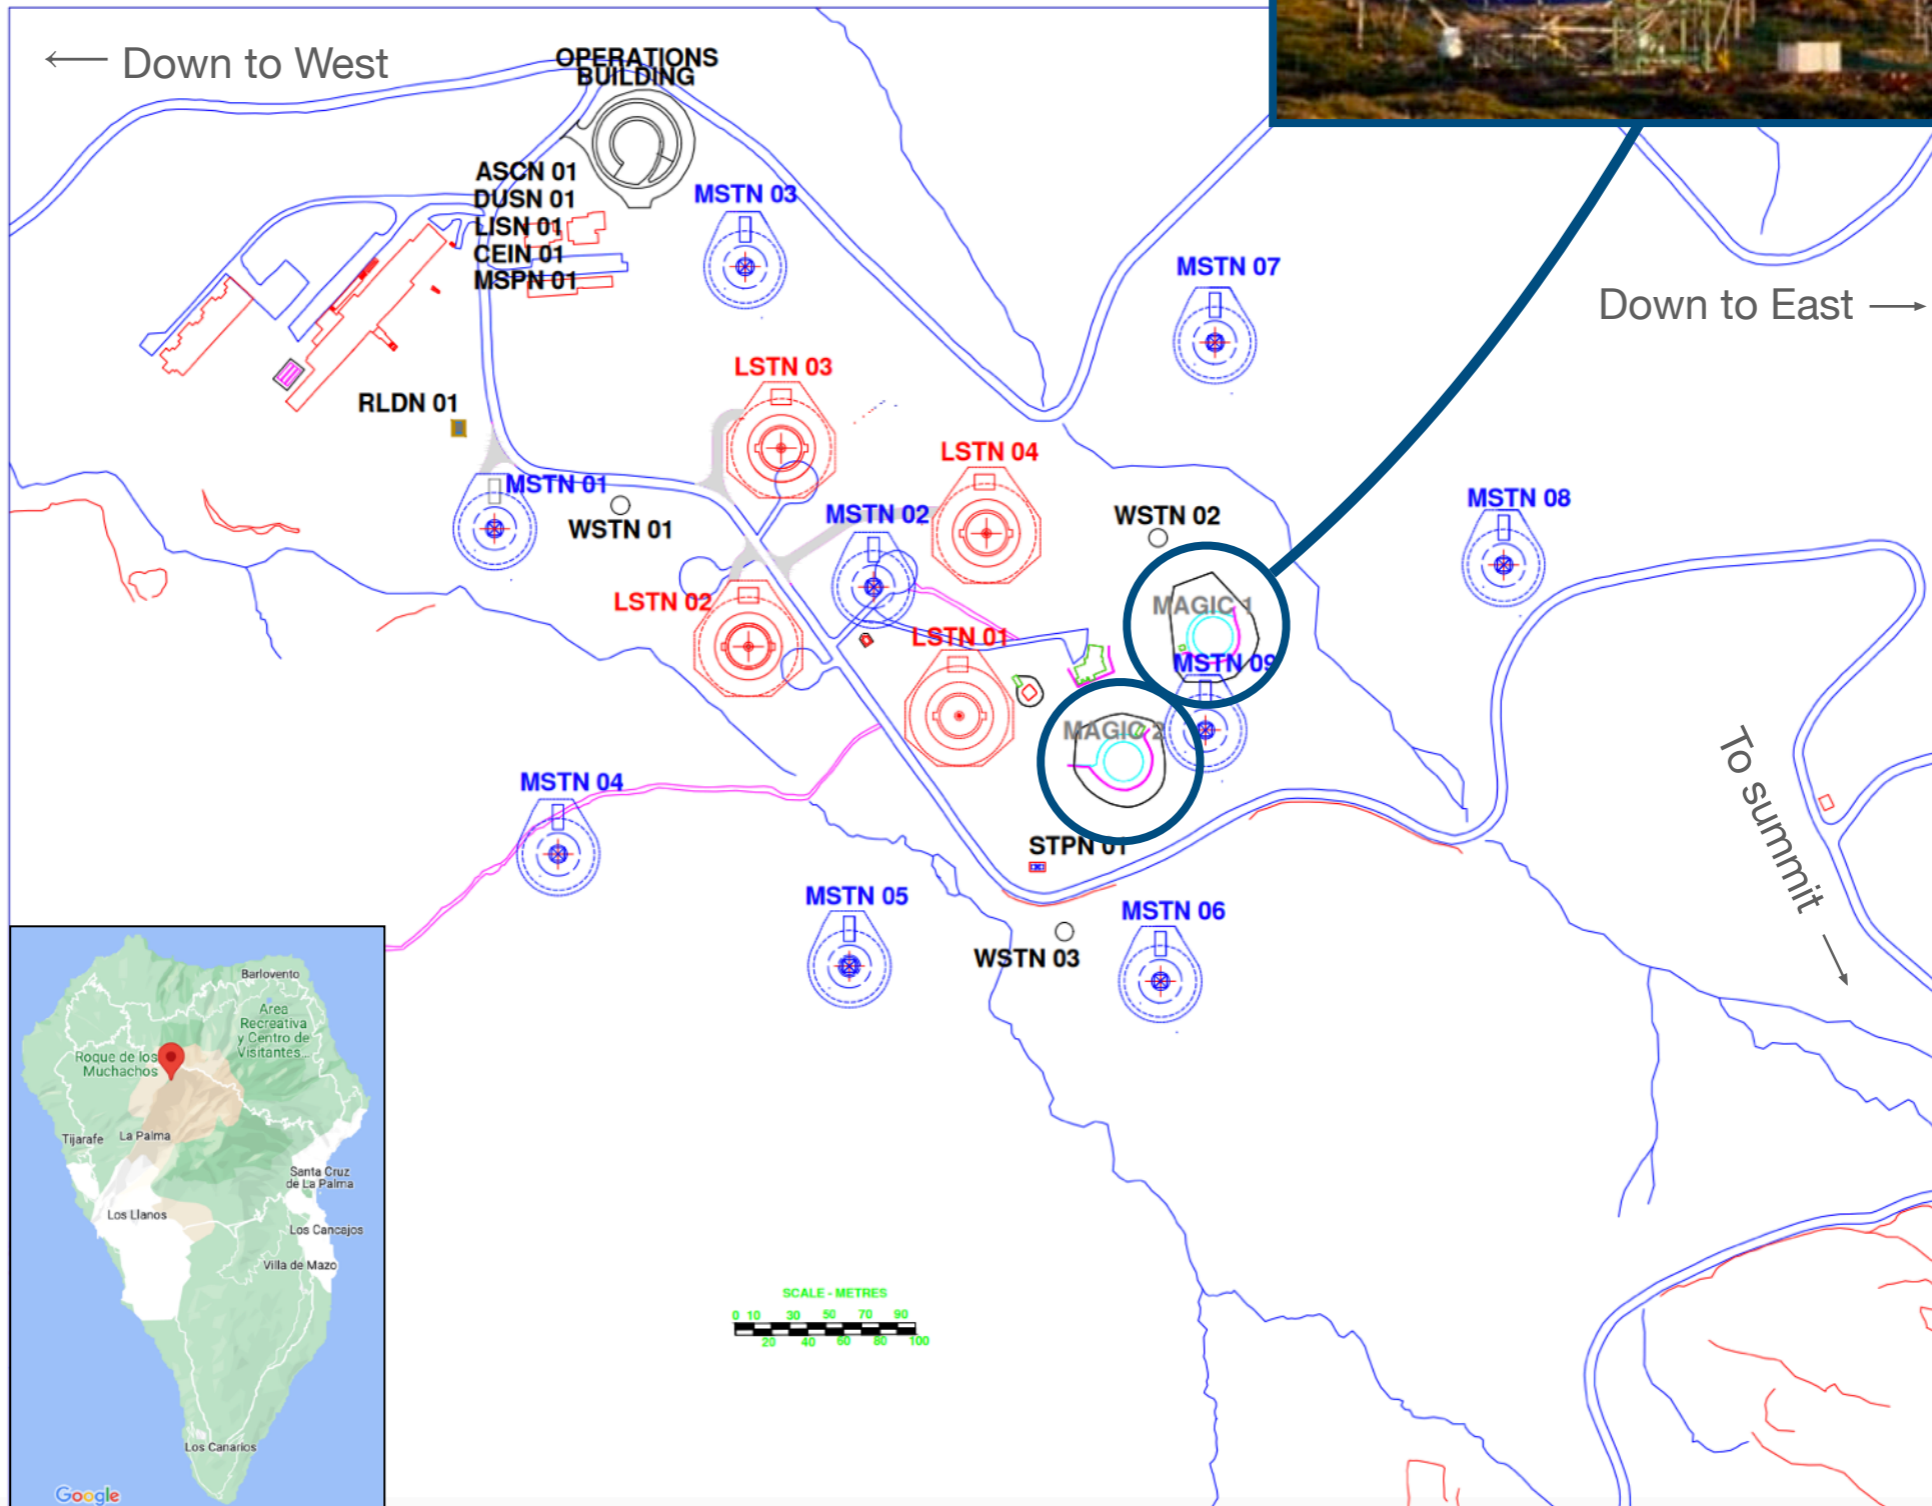 ← Down to West
OPERATIONS
BUILDING
ASCN 01
DUSN 01
LISN 01
CEIN 01
MSPN 01
MSTN 03
MSTN 07
Down to East →
LSTN 03
RLDN 01
LSTN 04
MSTN 01
MSTN 08
WSTN 01
MSTN 02
WSTN 02
LSTN 02
MAGIC 1
LSTN 01
MSTN 09
MAGIC 2
To summit →
MSTN 04
STPN 01
MSTN 05
MSTN 06
WSTN 03
Barlovento
Area
Recreativa
y Centro de
Visitantes
Roque de los
Muchachos
Tijarafe
La Palma
Santa Cruz
de La Palma
Los Llanos
Los Cancajos
Villa de Mazo
Los Canarios
Google
SCALE - METRES
0 10 30 50 70 90
20 40 60 80 100